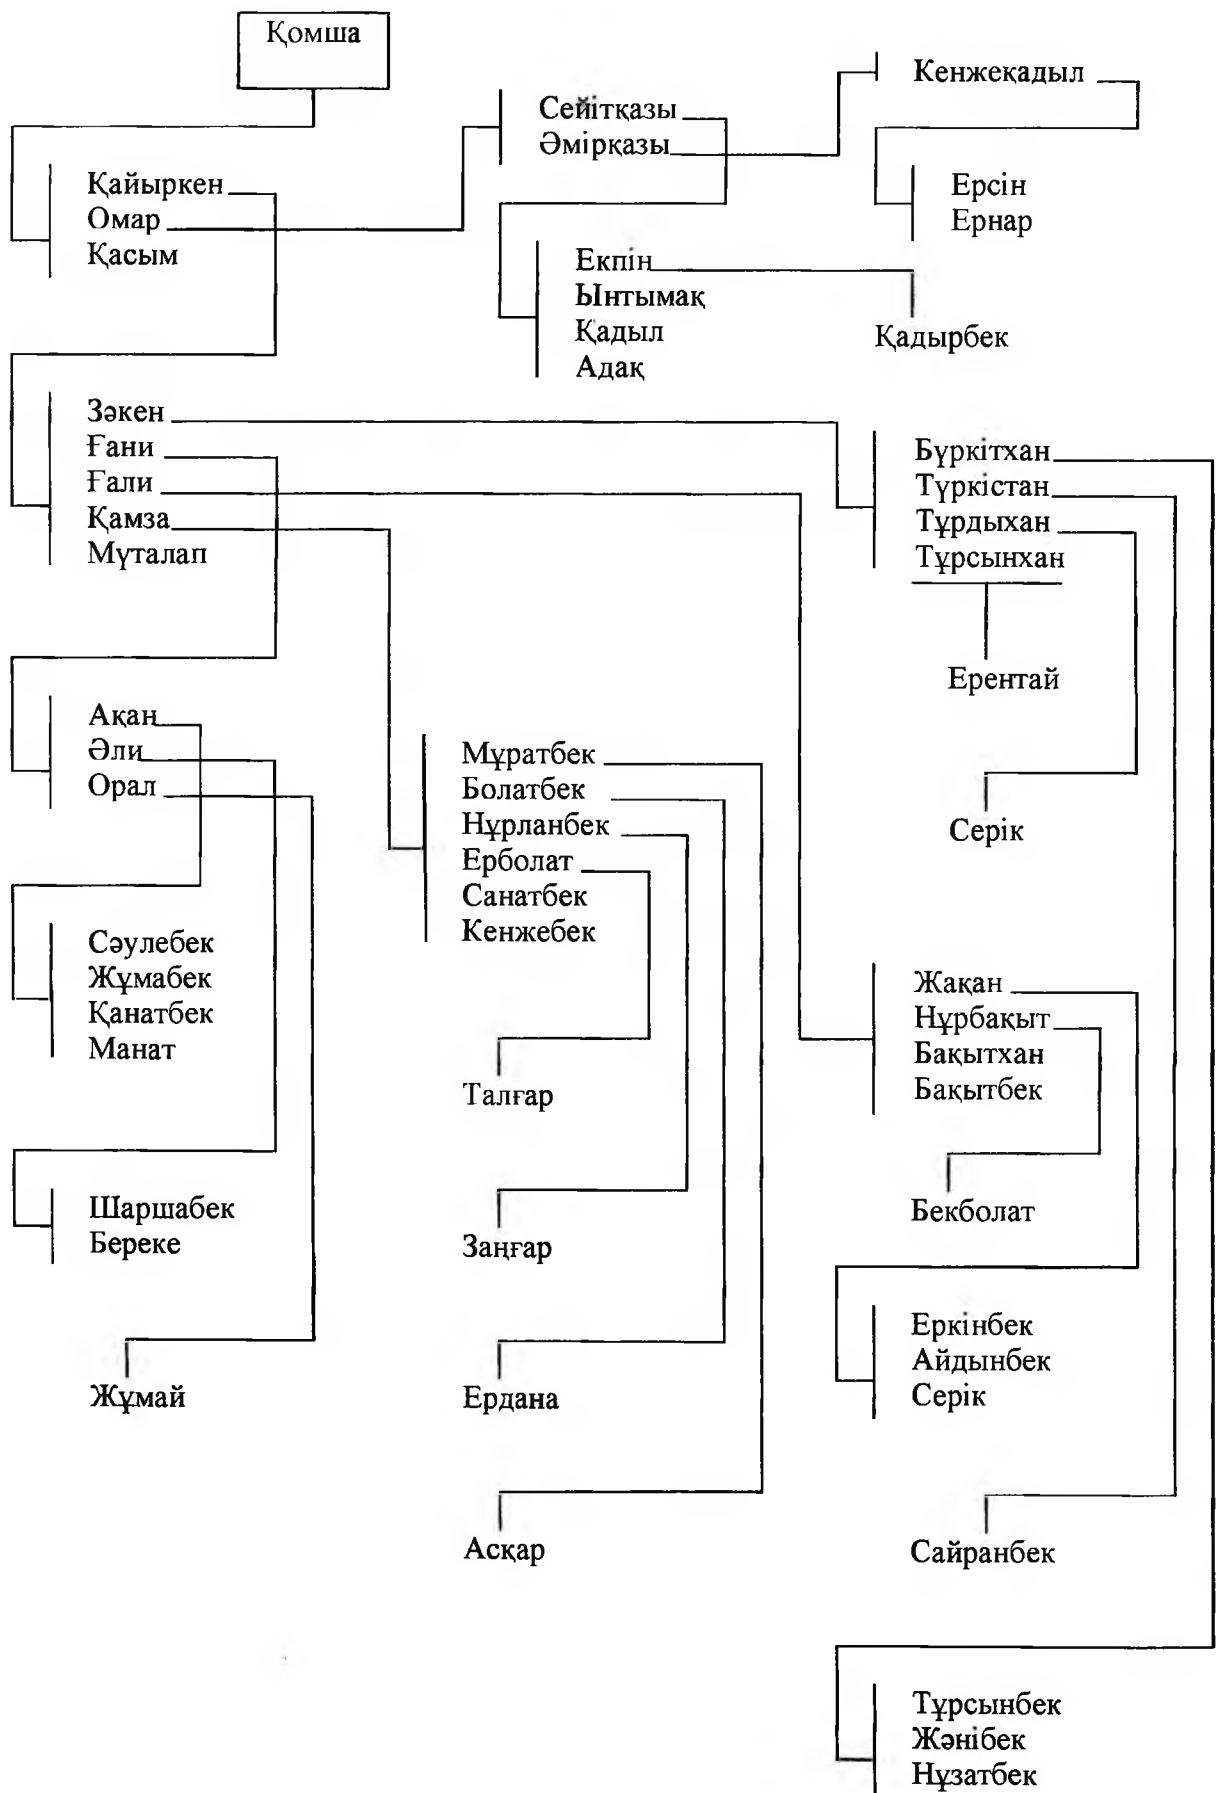 Қомша
Кенжеқадыл
Сейітқазы
Әмірқазы
Қайыркен
Омар
Қасым
Ерсін
Ернар
Екпін
Ынтымақ
Қадыл
Адақ
Қадырбек
Зәкен
Ғани
Ғали
Қамза
Мүталап
Бүркітхан
Түркістан
Тұрдыхан
Тұрсынхан
Ерентай
Ақан
Әли
Орал
Мұратбек
Болатбек
Нұрланбек
Ерболат
Санатбек
Кенжебек
Серік
Сәулебек
Жұмабек
Қанатбек
Манат
Жақан
Нұрбақыт
Бақытхан
Бақытбек
Талғар
Шаршабек
Береке
Заңғар
Бекболат
Еркінбек
Айдынбек
Серік
Жұмай
Ердана
Асқар
Сайранбек
Тұрсынбек
Жәнібек
Нұзатбек